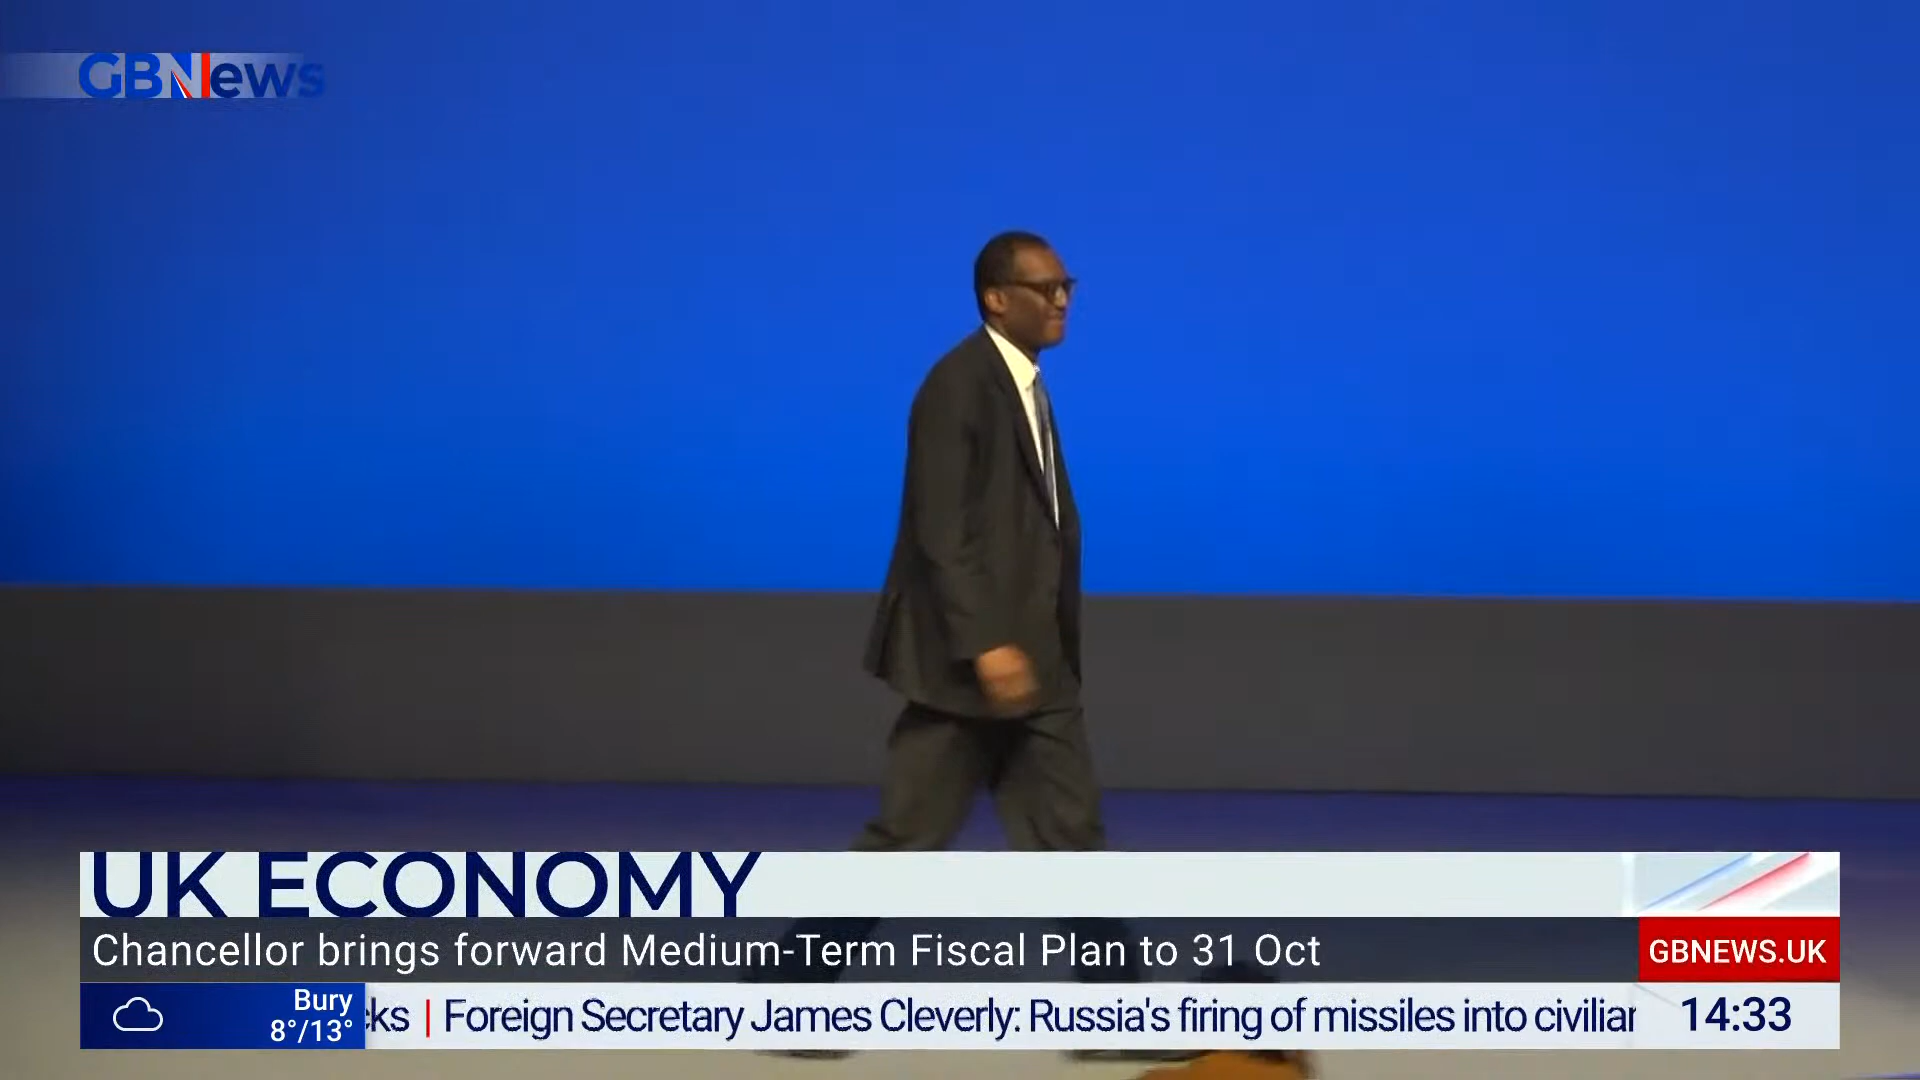 GBNews
UK ECONOMY
Chancellor brings forward Medium-Term Fiscal Plan to 31 Oct
GBNEWS.UK
Bury
8°/13°
Foreign Secretary James Cleverly: Russia's firing of missiles into
14:33